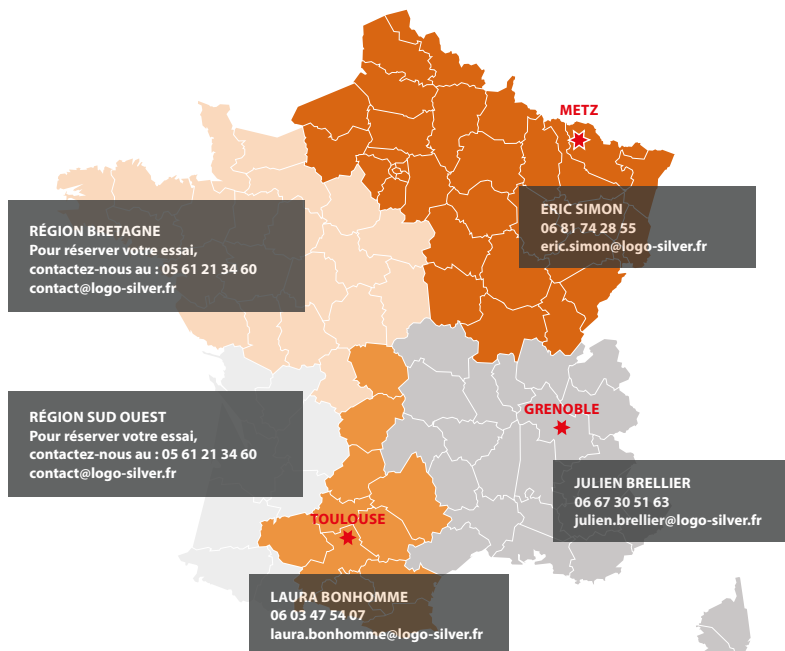 METZ
ERIC SIMON
06 81 74 28 55
eric.simon@logo-silver.fr
RÉGION BRETAGNE
Pour réserver votre essai,
contactez-nous au : 05 61 21 34 60
contact@logo-silver.fr
RÉGION SUD OUEST
Pour réserver votre essai,
contactez-nous au : 05 61 21 34 60
contact@logo-silver.fr
GRENOBLE
JULIEN BRELLIER
06 67 30 51 63
julien.brellier@logo-silver.fr
TOULOUSE
LAURA BONHOMME
06 03 47 54 07
laura.bonhomme@logo-silver.fr